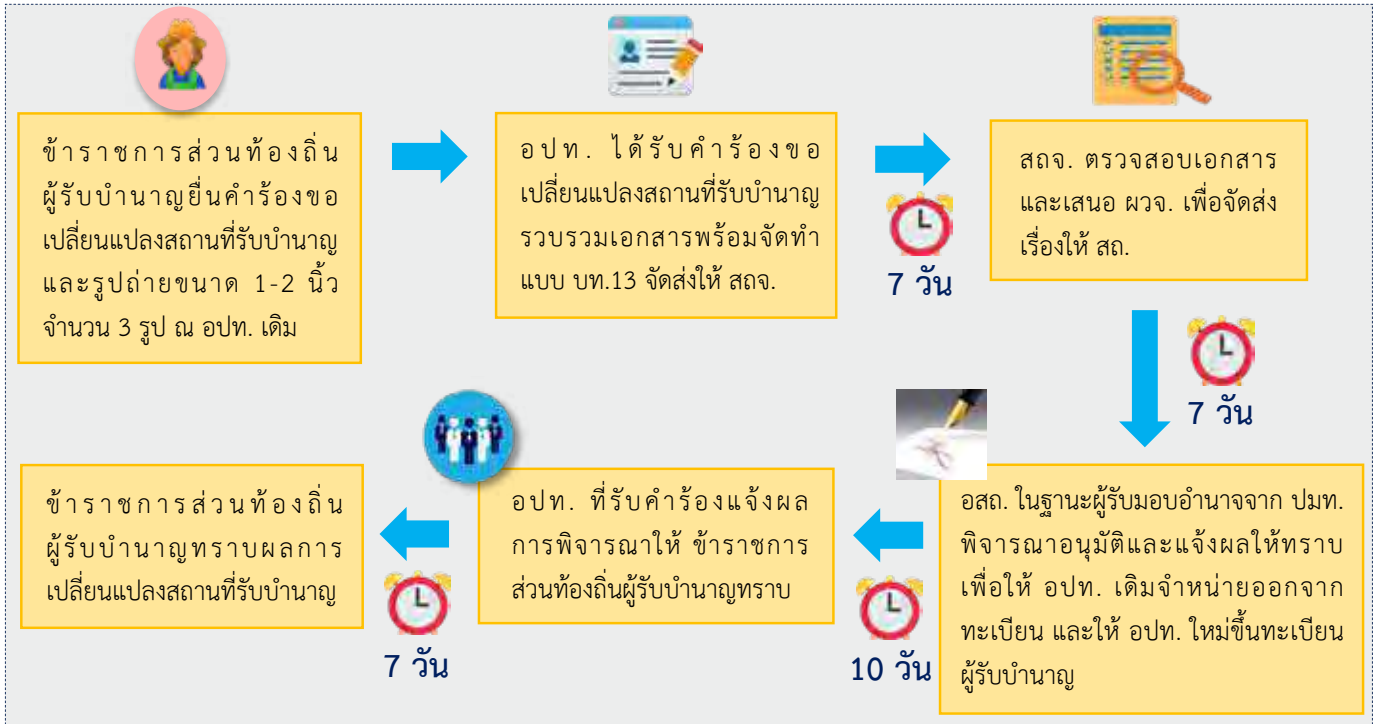 ข้าราชการส่วนท้องถิ่น
ผู้รับบำนาญยื่นคำร้องขอ
เปลี่ยนแปลงสถานที่รับบำนาญ
และรูปถ่ายขนาด 1-2 นิ้ว
จำนวน 3 รูป ณ อปท. เดิม
อปท. ได้รับคำร้องขอ
เปลี่ยนแปลงสถานที่รับบำนาญ
รวบรวมเอกสารพร้อมจัดทำ
แบบ บท.13 จัดส่งให้ สถจ.
7 วัน
สถจ. ตรวจสอบเอกสาร
และเสนอ ผวจ. เพื่อจัดส่ง
เรื่องให้ สถ.
7 วัน
อสถ. ในฐานะผู้รับมอบอำนาจจาก ปมท.
พิจารณาอนุมัติและแจ้งผลให้ทราบ
เพื่อให้ อปท. เดิมจำหน่ายออกจาก
ทะเบียน และให้ อปท. ใหม่ขึ้นทะเบียน
ผู้รับบำนาญ
10 วัน
อปท. ที่รับคำร้องแจ้งผล
การพิจารณาให้ ข้าราชการ
ส่วนท้องถิ่นผู้รับบำนาญทราบ
7 วัน
ข้าราชการส่วนท้องถิ่น
ผู้รับบำนาญทราบผลการ
เปลี่ยนแปลงสถานที่รับบำนาญ